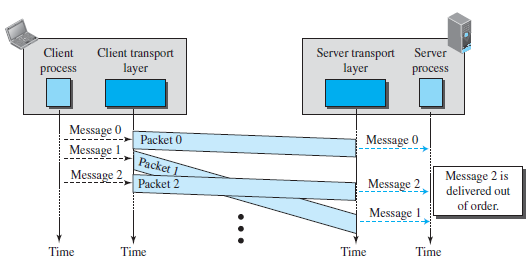 Client process
Client transport layer
Server transport layer
Server process
Message 0
Packet 0
Message 0
Message 1
Packet 1
Message 2
Packet 2
Message 2
Message 1
Message 2 is
delivered out
of order.
Time
Time
Time
Time